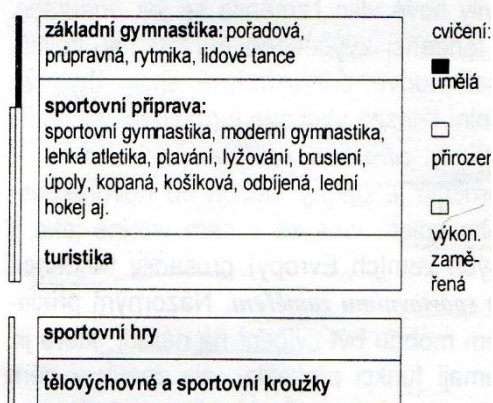 základní gymnastika: pořadová,
průpravná, rytmika, lidové tance
sportovní příprava:
sportovní gymnastika, moderní gymnastika,
lehká atletika, plavání, lyžování, bruslení,
úpoly, kopaná, košíková, odbíjená, lední
hokej aj.
turistika
sportovní hry
tělovýchovné a sportovní kroužky
cvičení:
umělá
přirozen
výkon.
zamě-
řená